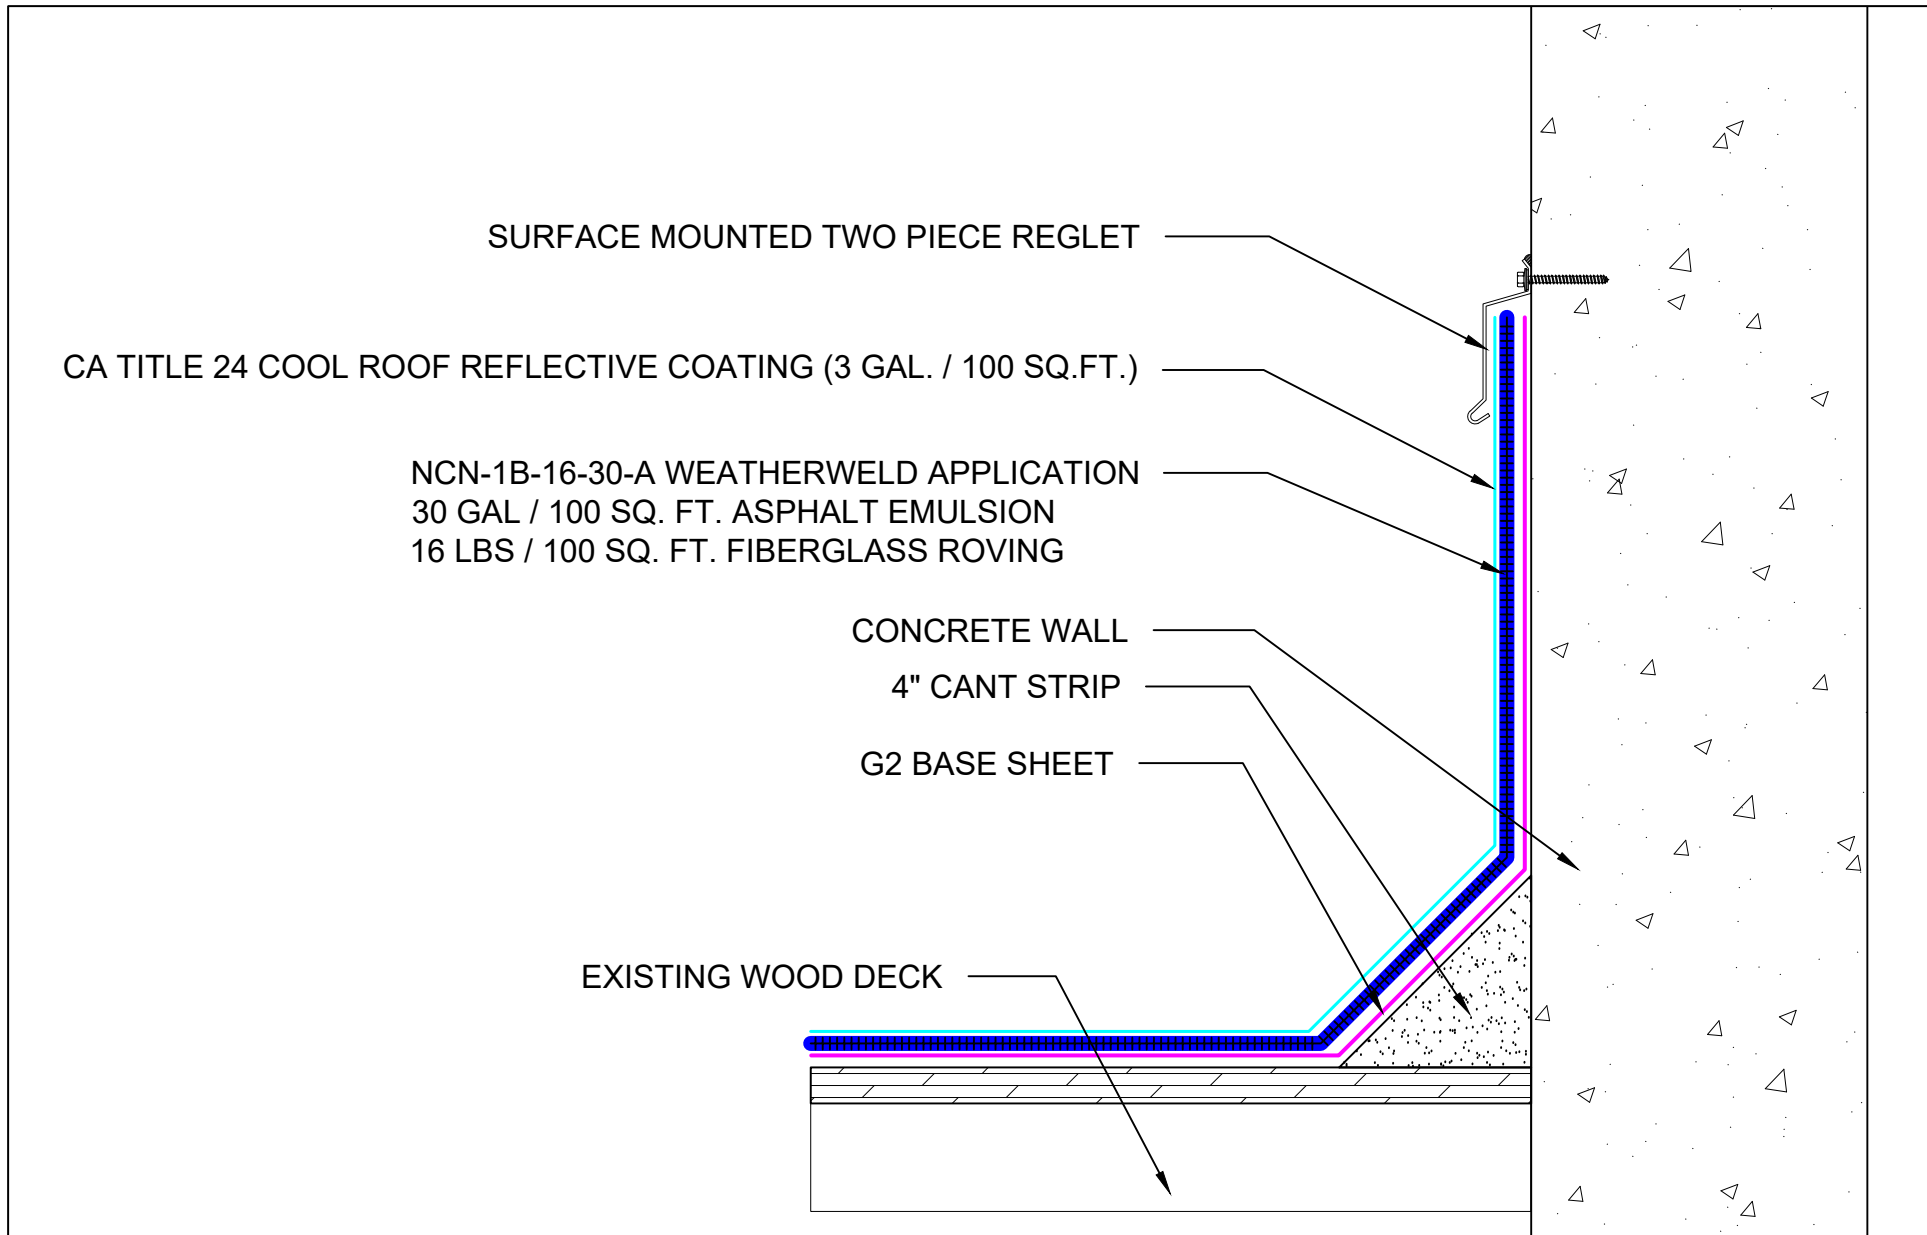 SURFACE MOUNTED TWO PIECE REGLET
CA TITLE 24 COOL ROOF REFLECTIVE COATING (3 GAL. / 100 SQ.FT.)
NCN-1B-16-30-A WEATHERWELD APPLICATION
30 GAL / 100 SQ. FT. ASPHALT EMULSION
16 LBS / 100 SQ. FT. FIBERGLASS ROVING
CONCRETE WALL
4" CANT STRIP
G2 BASE SHEET
EXISTING WOOD DECK